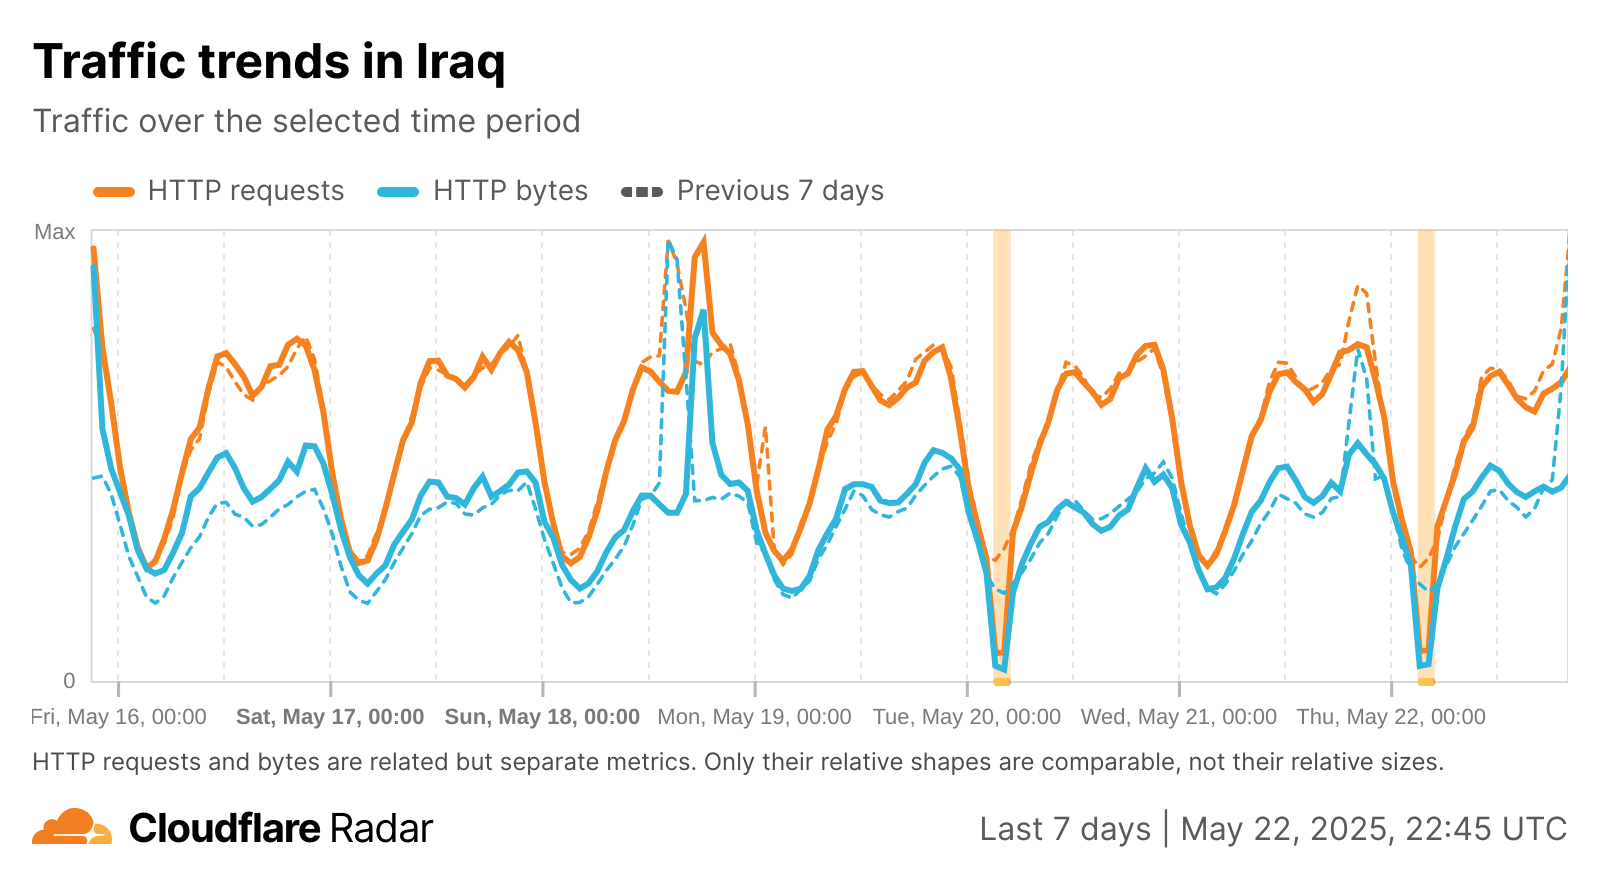 Traffic trends in Iraq
Traffic over the selected time period
HTTP requests HTTP bytes Previous 7 days
Max
0
Fri, May 16, 00:00 Sat, May 17, 00:00 Sun, May 18, 00:00 Mon, May 19, 00:00 Tue, May 20, 00:00 Wed, May 21, 00:00 Thu, May 22, 00:00
HTTP requests and bytes are related but separate metrics. Only their relative shapes are comparable, not their relative sizes.
Cloudflare Radar
Last 7 days | May 22, 2025, 22:45 UTC